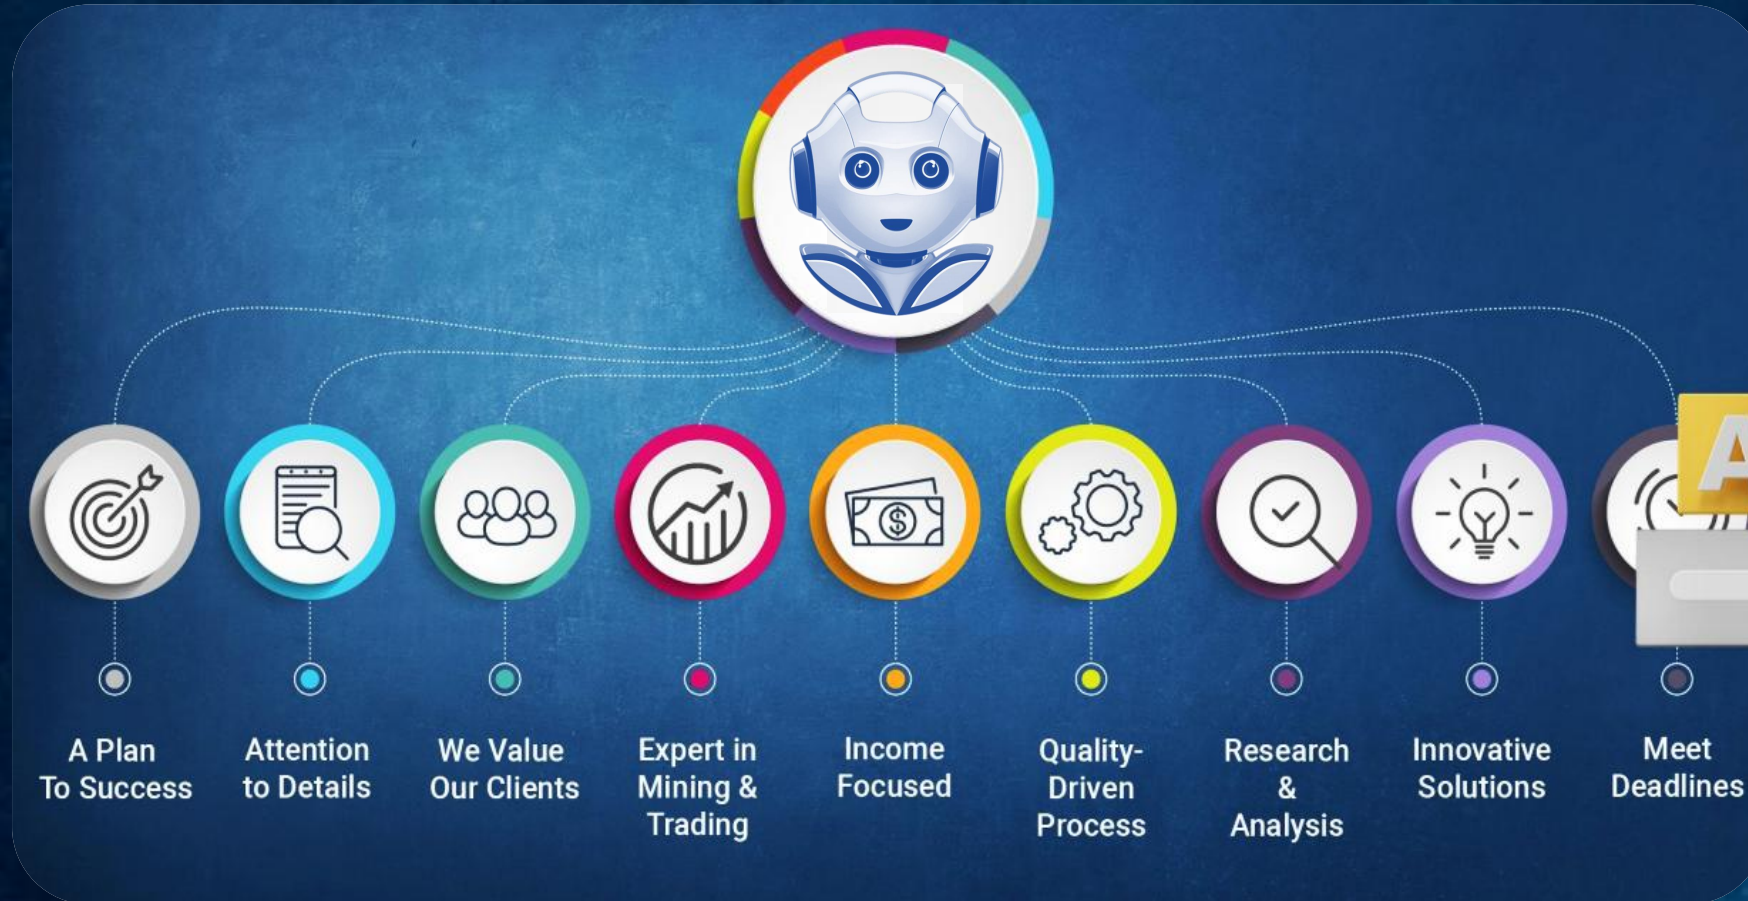 A
A Plan
To Success
Attention
to Details
We Value
Our Clients
Expert in
Mining &
Trading
Income
Focused
Quality-
Driven
Process
Research
&
Analysis
Innovative
Solutions
Meet
Deadlines